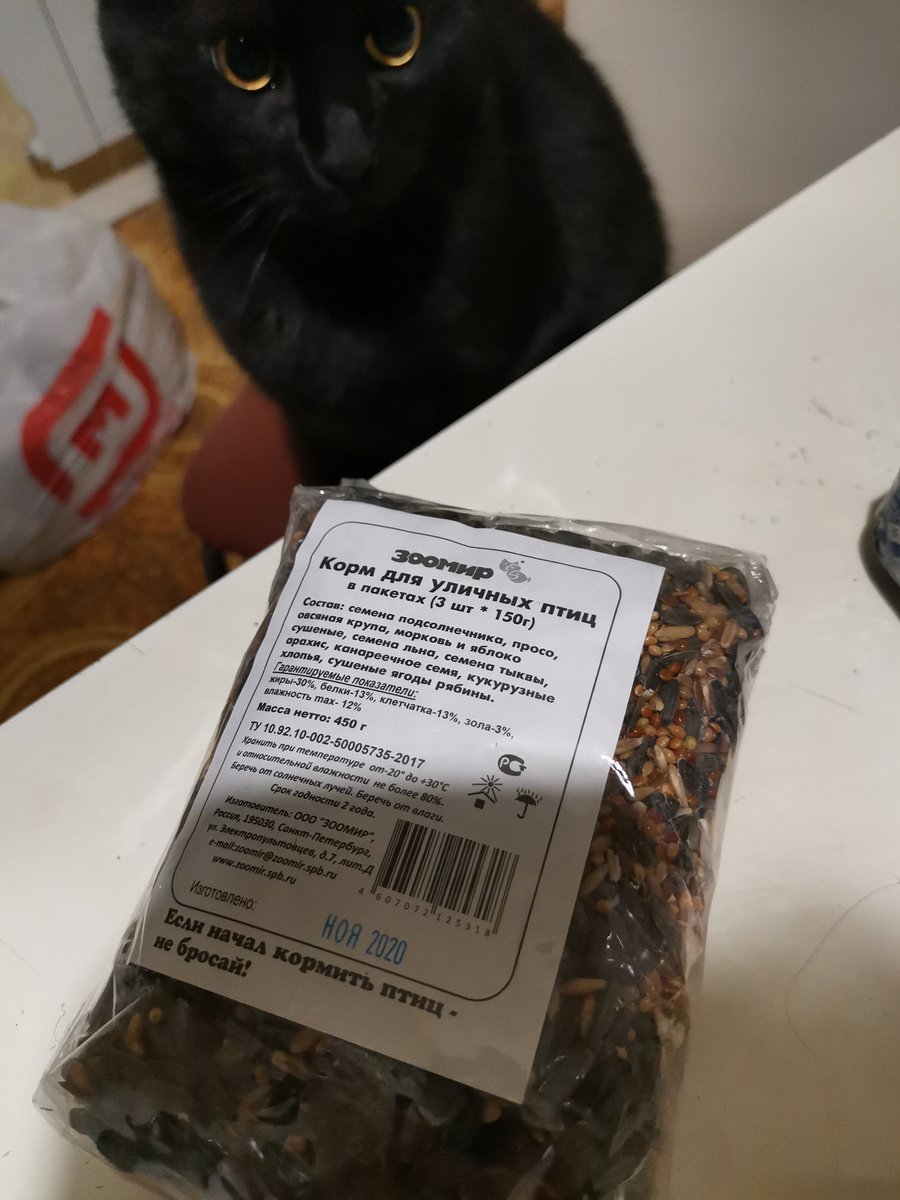 ЗООМИР
Корм для уличных птиц
в пакетах (3 шт * 150г)
Состав: семена подсолнечника, просо,
овсяная крупа, морковь и яблоко
сушеные, семена льна, семена тыквы,
арахис, канареечное семя, кукурузные
хлопья, сушеные ягоды рябины.
Гарантируемые показатели:
жиры-30%, белки-13%, клетчатка-13%, зола-3%,
влажность max- 12%
Масса нетто: 450 г
ТУ 10.92.10-002-50005735-2017
Хранить при температуре от-20° до +30°C
и относительной влажности не более 80%.
Беречь от солнечных лучей. Беречь от влаги.
Срок годности 2 года.
Изготовитель: ООО "ЗООМИР",
Россия, 195030, Санкт-Петербург,
ул. Электропультовцев, д.7, лит.Д
e-mail:zoomir@zoomir.spb.ru
www.zoomir.spb.ru
4 607072 125318
Изготовлено:
НОЯ 2020
Если начал кормить птиц -
не бросай!